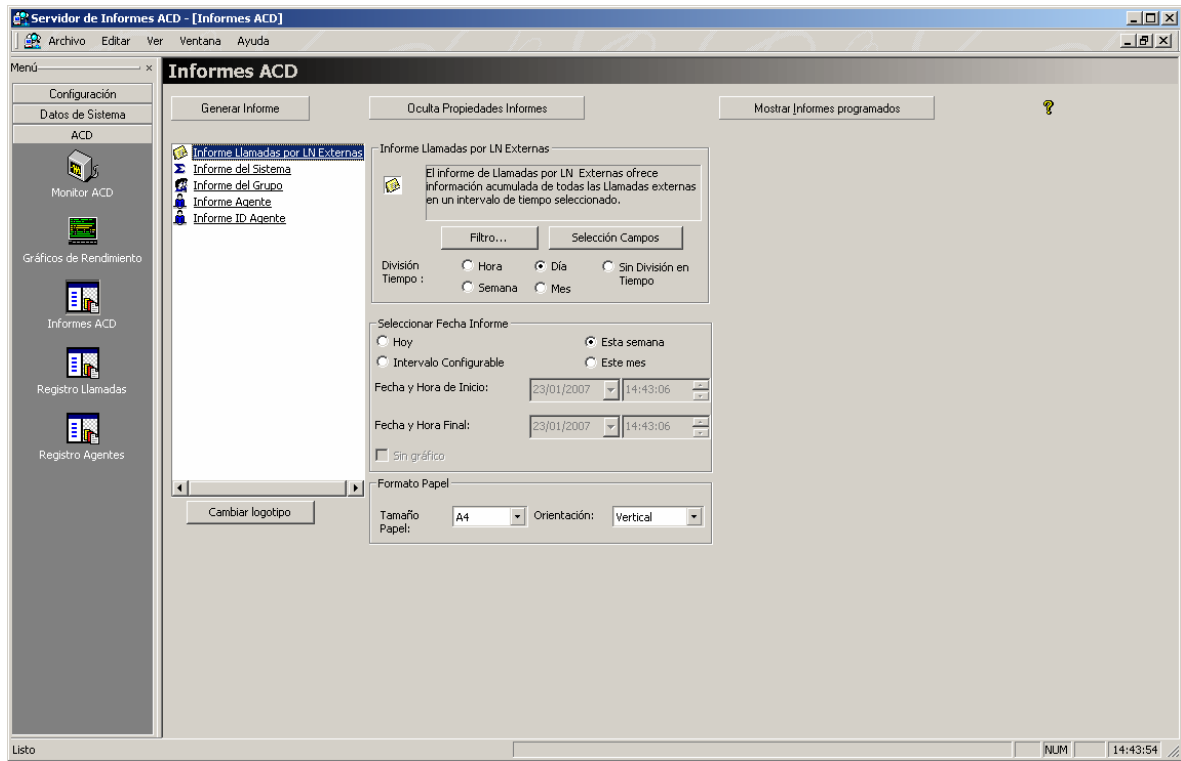 Servidor de Informes ACD - [Informes ACD]
Archivo Editar Ver Ventana Ayuda
Menú
Configuración
Datos de Sistema
ACD
Monitor ACD
Gráficos de Rendimiento
Informes ACD
Registro Llamadas
Registro Agentes
Informes ACD
Generar Informe
Oculta Propiedades Informes
Mostrar Informes programados
Informe Llamadas por LN Externas
Informe del Sistema
Informe del Grupo
Informe Agente
Informe ID Agente
Cambiar logotipo
Informe Llamadas por LN Externas
El informe de Llamadas por LN Externas ofrece
información acumulada de todas las Llamadas externas
en un intervalo de tiempo seleccionado.
Filtro...
Selección Campos
División
Tiempo :
Hora
Día
Sin División en
Tiempo
Semana
Mes
Seleccionar Fecha Informe
Hoy
Esta semana
Intervalo Configurable
Este mes
Fecha y Hora de Inicio:
23/01/2007
14:43:06
Fecha y Hora Final:
23/01/2007
14:43:06
Sin gráfico
Formato Papel
Tamaño
Papel:
A4
Orientación:
Vertical
Listo
NUM
14:43:54